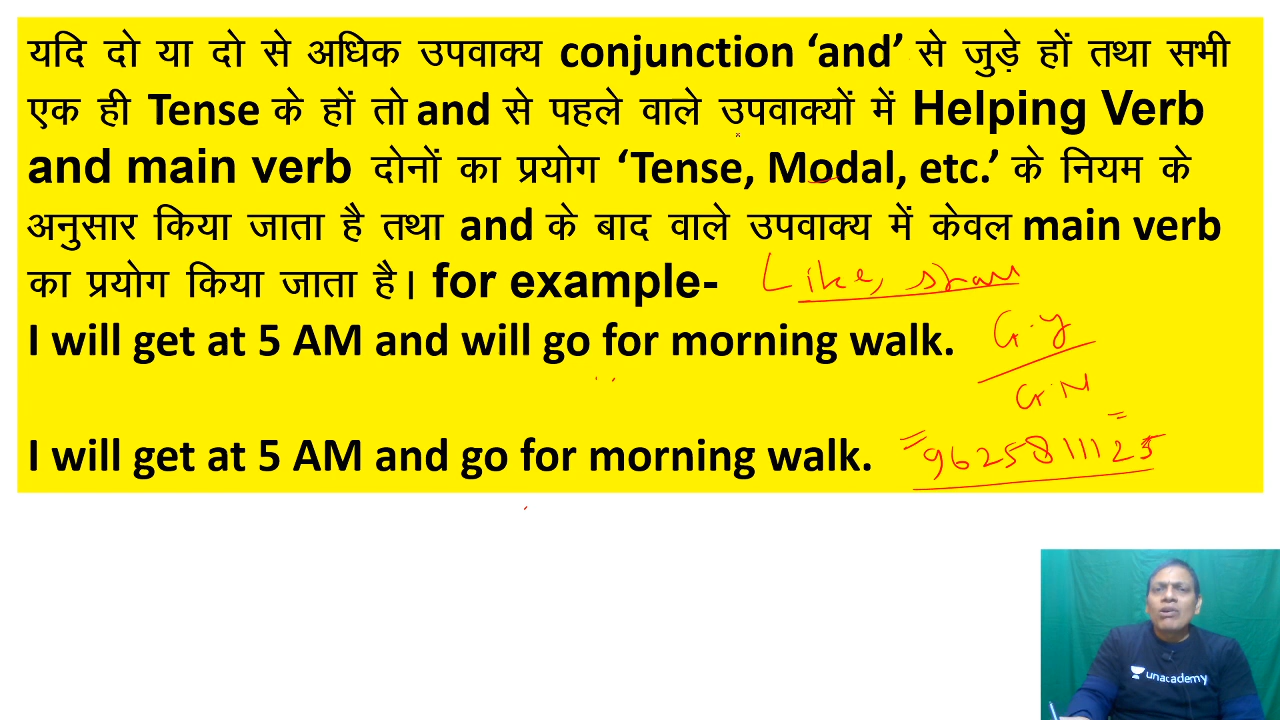 यदि दो या दो से अधिक उपवाक्य conjunction ‘and’ से जुड़े हों तथा सभी
एक ही Tense के हों तो and से पहले वाले उपवाक्यों में Helping Verb
and main verb दोनों का प्रयोग ‘Tense, Modal, etc.’ के नियम के
अनुसार किया जाता है तथा and के बाद वाले उपवाक्य में केवल main verb
का प्रयोग किया जाता है। for example-
Like, share
I will get at 5 AM and will go for morning walk.
G.y
G.N
I will get at 5 AM and go for morning walk.
= 9625811125
unacademy